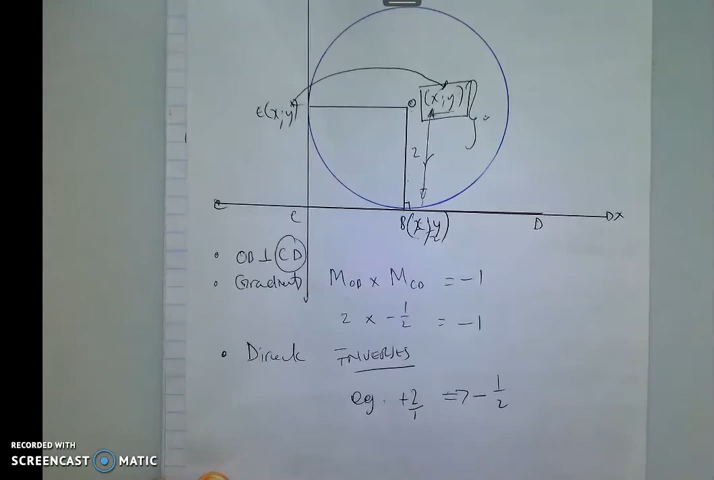 (x;y)
E(x;y)
O
2
C
B(x;y)
D
x
• OB⊥CD
• Gradient M_OB x M_CD = -1
2 x -1/2 = -1
• Direck INVERSES
eg. +2/1 => -1/2
RECORDED WITH
SCREENCAST MATIC